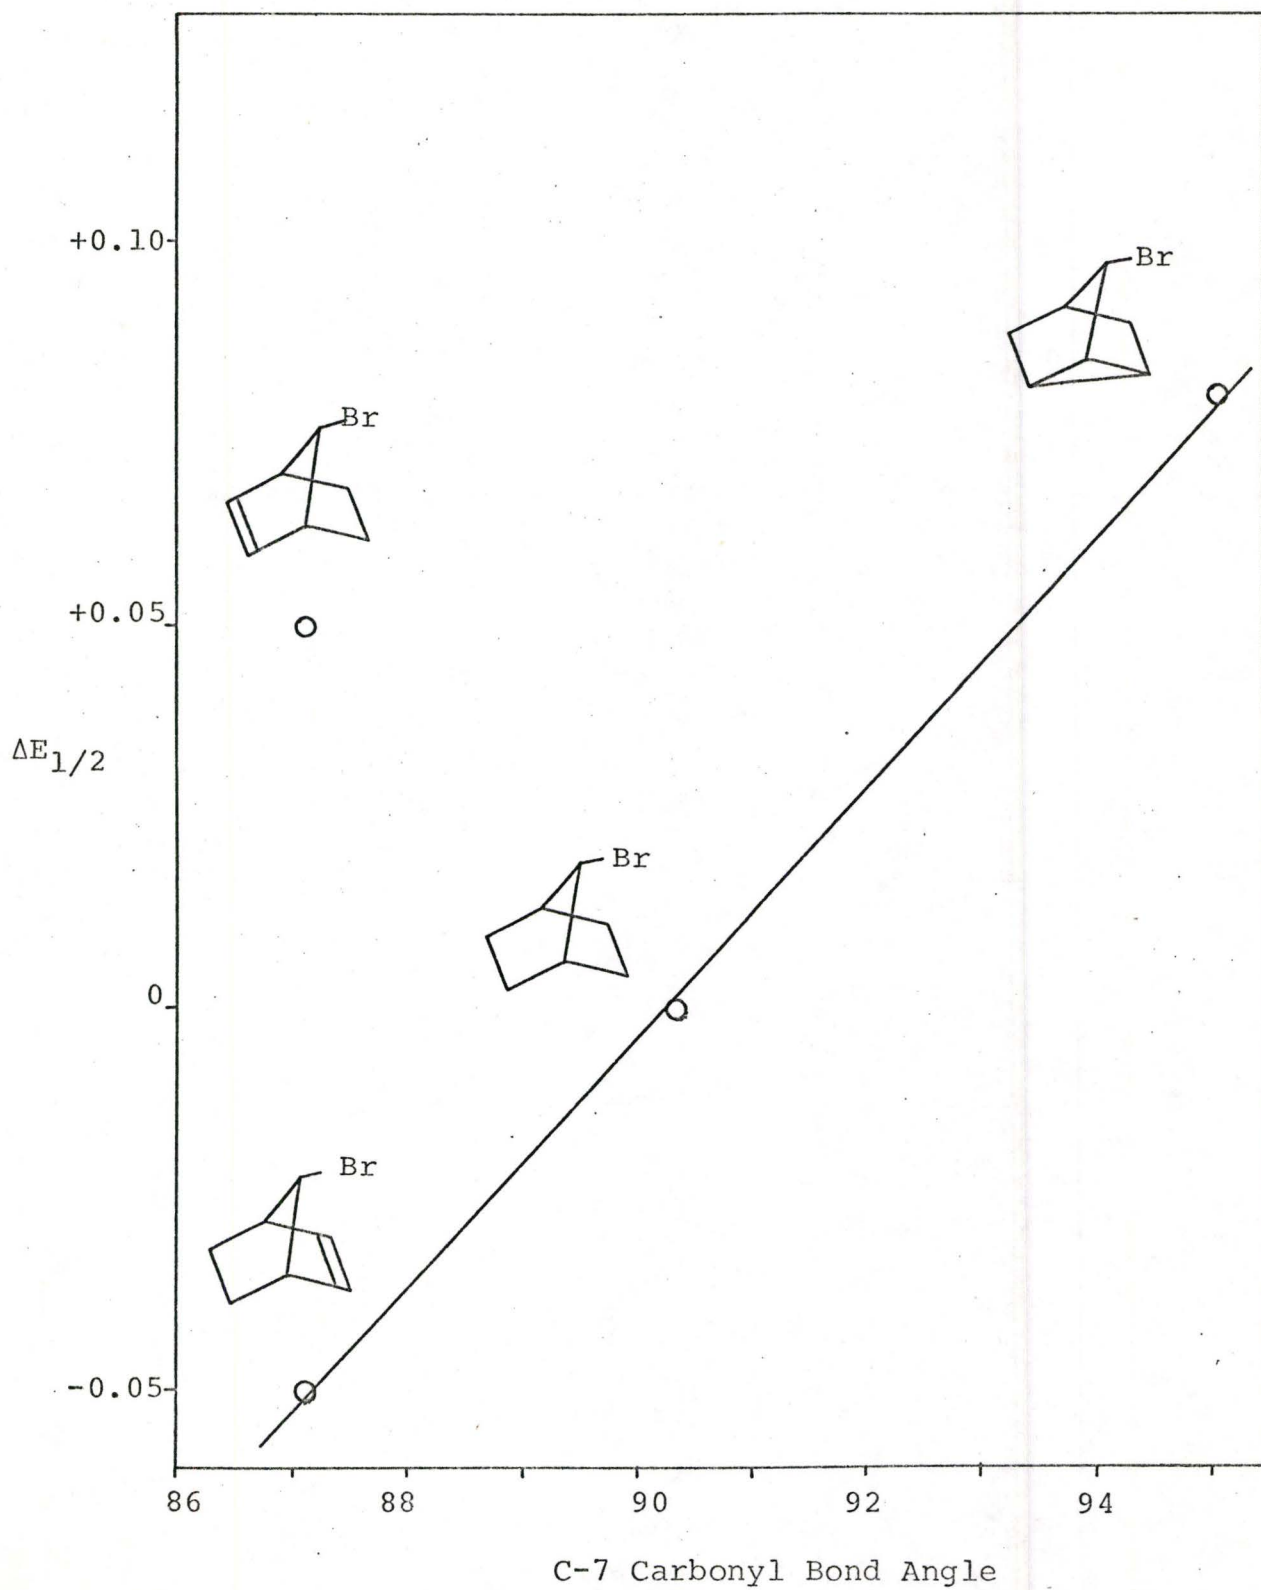 +0.10
Br
Br
+0.05
ΔE1/2
Br
0
Br
-0.05
86 88 90 92 94
C-7 Carbonyl Bond Angle